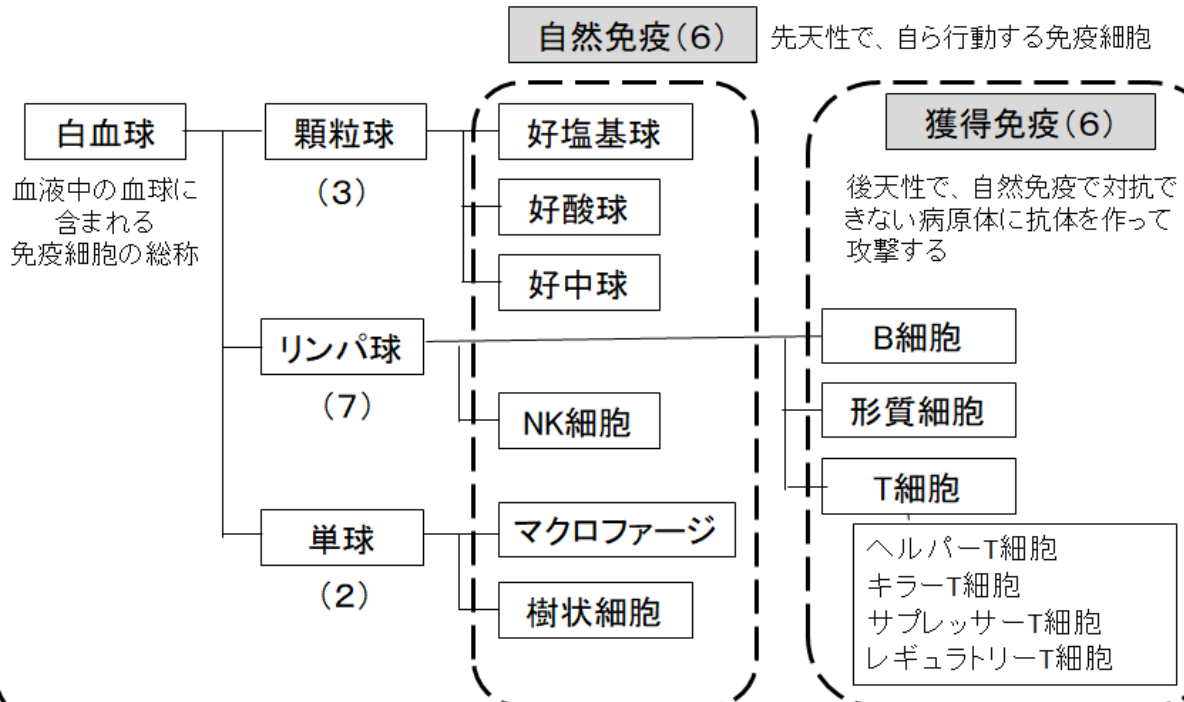 自然免疫(6)
先天性で、自ら行動する免疫細胞
白血球
血液中の血球に
含まれる
免疫細胞の総称
顆粒球
(3)
好塩基球
好酸球
好中球
獲得免疫(6)
後天性で、自然免疫で対抗で
きない病原体に抗体を作って
攻撃する
リンパ球
(7)
NK細胞
B細胞
形質細胞
T細胞
ヘルパーT細胞
キラーT細胞
サプレッサーT細胞
レギュラトリーT細胞
単球
(2)
マクロファージ
樹状細胞